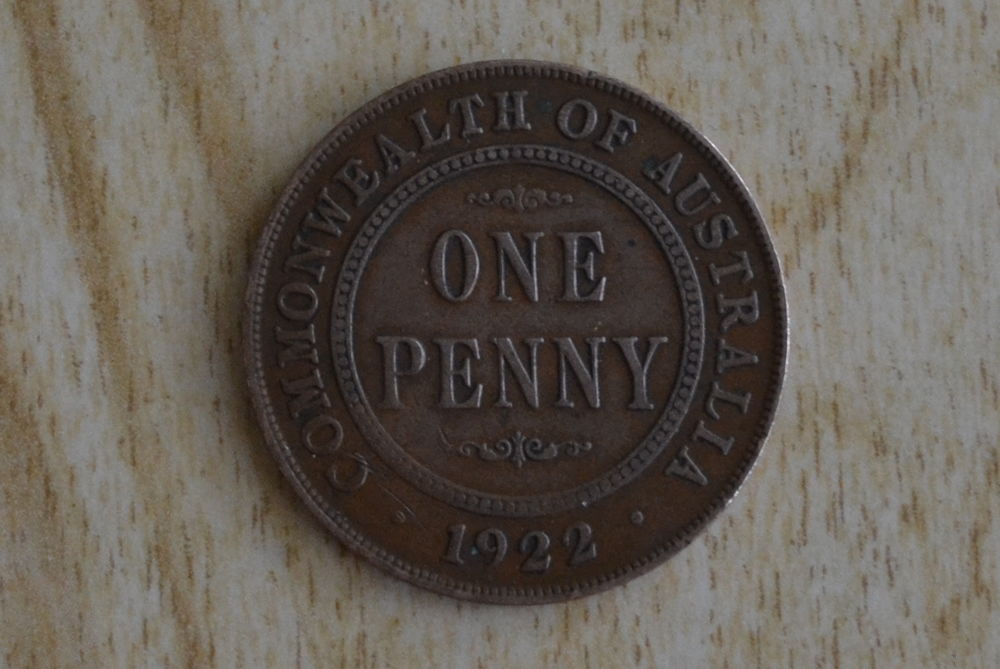 COMMONWEALTH OF AUSTRALIA
ONE
PENNY
1922